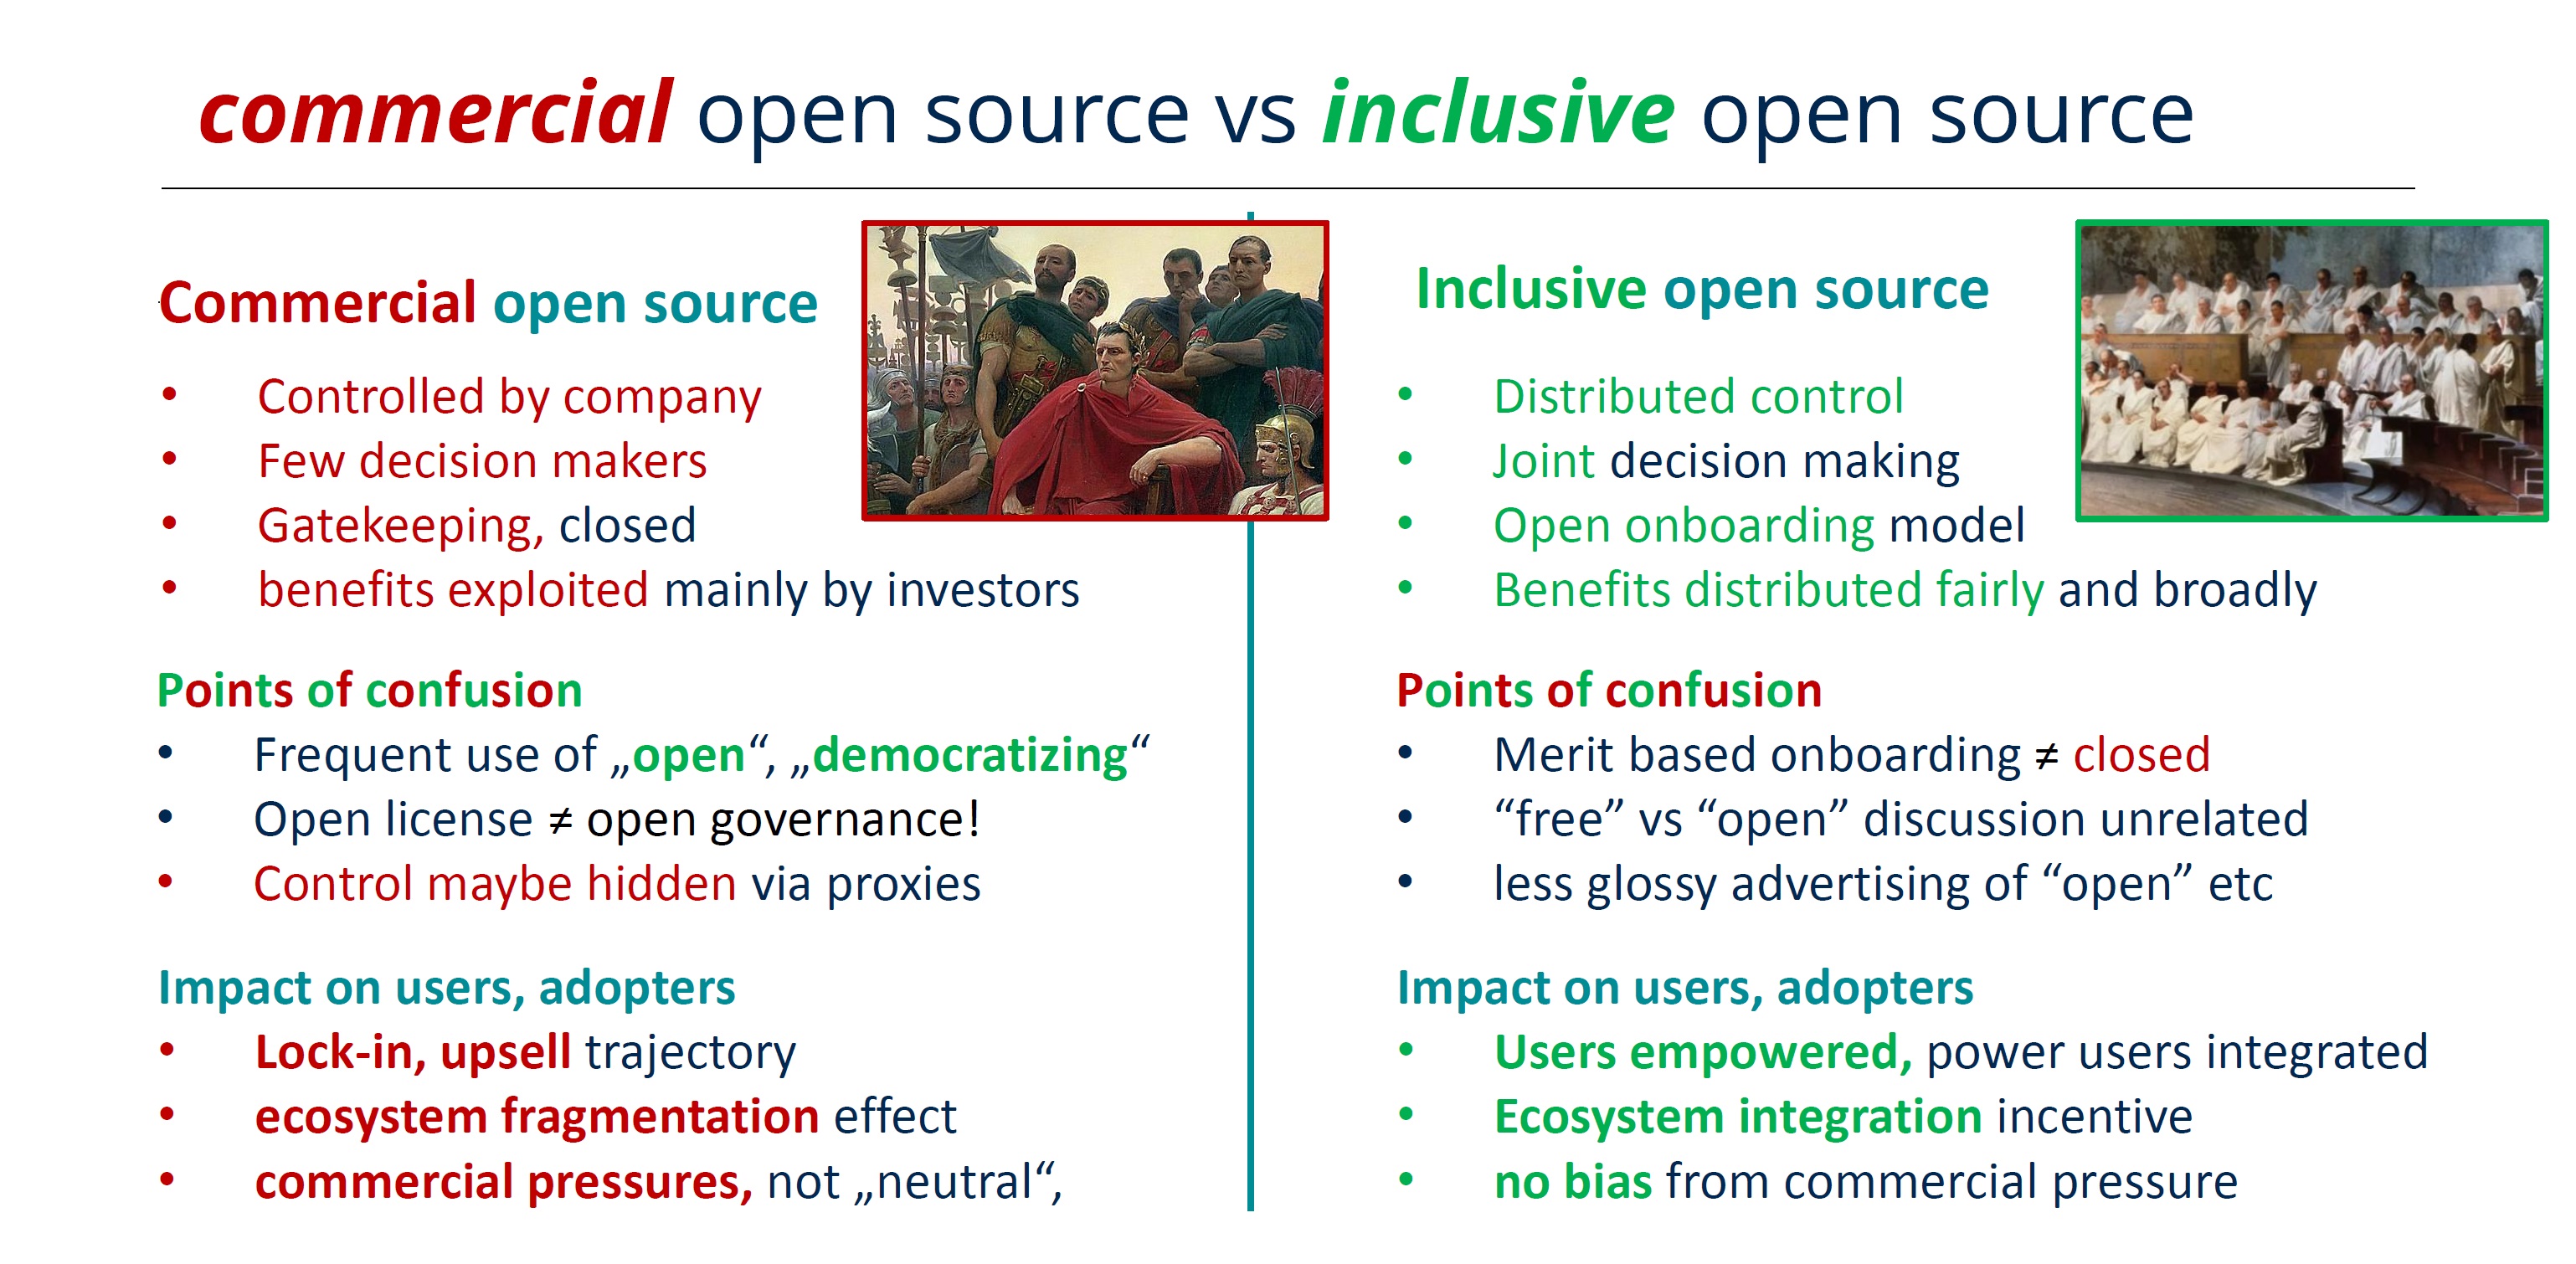 commercial open source vs inclusive open source
Commercial open source
• Controlled by company
• Few decision makers
• Gatekeeping, closed
• benefits exploited mainly by investors
Points of confusion
• Frequent use of „open“, „democratizing“
• Open license ≠ open governance!
• Control maybe hidden via proxies
Impact on users, adopters
• Lock-in, upsell trajectory
• ecosystem fragmentation effect
• commercial pressures, not „neutral“,
Inclusive open source
• Distributed control
• Joint decision making
• Open onboarding model
• Benefits distributed fairly and broadly
Points of confusion
• Merit based onboarding ≠ closed
• “free” vs “open” discussion unrelated
• less glossy advertising of “open” etc
Impact on users, adopters
• Users empowered, power users integrated
• Ecosystem integration incentive
• no bias from commercial pressure